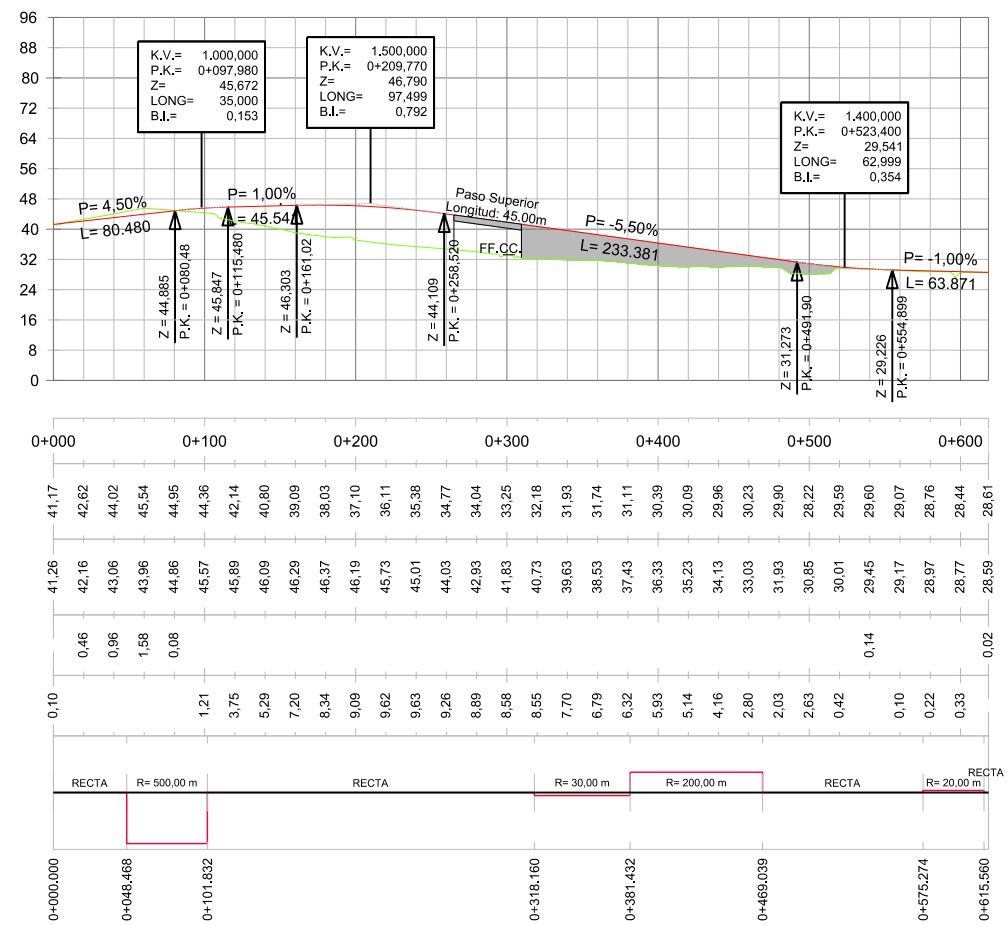 96
88
80
72
64
56
48
40
32
24
16
8
0
K.V.= 1.000,000
P.K.= 0+097,980
Z= 45,672
LONG= 35,000
B.I.= 0,153
K.V.= 1.500,000
P.K.= 0+209,770
Z= 46,790
LONG= 97,499
B.I.= 0,792
K.V.= 1.400,000
P.K.= 0+523,400
Z= 29,541
LONG= 62,999
B.I.= 0,354
P= 4,50%
L= 80.480
P= 1,00%
L= 45.541
Paso Superior
Longitud: 45.00m
FF.CC.
P= -5,50%
L= 233.381
P= -1,00%
L= 63.871
Z = 44,885
P.K. = 0+080,48
Z = 45,847
P.K. = 0+115,480
Z = 46,303
P.K. = 0+161,02
Z = 44,109
P.K. = 0+258,520
Z = 31,273
P.K. = 0+491,90
Z = 29,226
P.K. = 0+554,899
0+000 0+100 0+200 0+300 0+400 0+500 0+600
41,17 42,62 44,02 45,54 44,95 44,36 42,14 40,80 39,09 38,03 37,10 36,11 35,38 34,77 34,04 33,25 32,18 31,93 31,74 31,11 30,39 30,09 29,96 30,23 29,90 28,22 29,59 29,60 29,07 28,76 28,44 28,61
41,26 42,16 43,06 43,96 44,86 45,57 45,89 46,09 46,29 46,37 46,19 45,73 45,01 44,03 42,93 41,83 40,73 39,63 38,53 37,43 36,33 35,23 34,13 33,03 31,93 30,85 30,01 29,45 29,17 28,97 28,77 28,59
0,46 0,96 1,58 0,08 0,14 0,02
0,10 1,21 3,75 5,29 7,20 8,34 9,09 9,62 9,63 9,26 8,89 8,58 8,55 7,70 6,79 6,32 5,93 5,14 4,16 2,80 2,03 2,63 0,42 0,10 0,22 0,33
RECTA R= 500,00 m RECTA R= 30,00 m R= 200,00 m RECTA R= 20,00 m RECTA
0+000.000 0+048.468 0+101.832 0+318.160 0+381.432 0+469.039 0+575.274 0+615.560